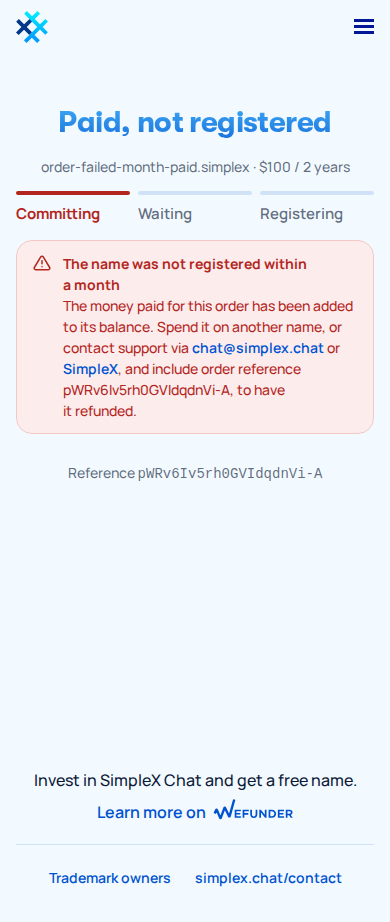 Paid, not registered
order-failed-month-paid.simplex · $100 / 2 years
Committing
Waiting
Registering
The name was not registered within
a month
The money paid for this order has been added
to its balance. Spend it on another name, or
contact support via chat@simplex.chat or
SimpleX, and include order reference
pWRv6Iv5rh0GVIdqdnVi-A, to have
it refunded.
Reference pWRv6Iv5rh0GVIdqdnVi-A
Invest in SimpleX Chat and get a free name.
Learn more on WEFUNDER
Trademark owners
simplex.chat/contact